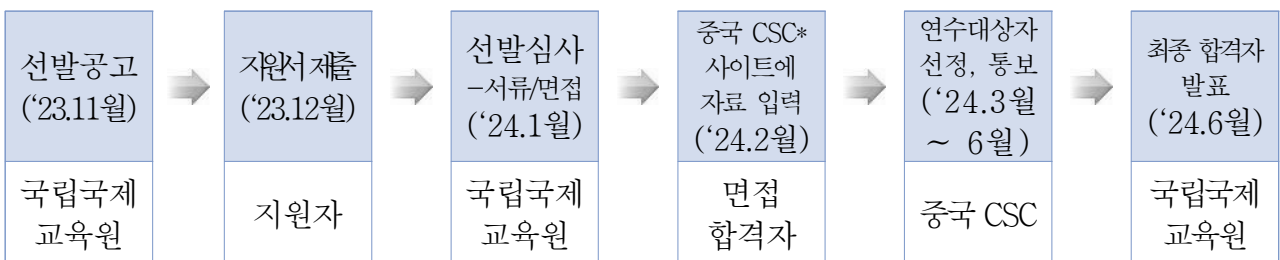 선발공고
(‘23.11월)
국립국제
교육원
지원서 제출
(‘23.12월)
지원자
선발심사
-서류/면접
(‘24.1월)
국립국제
교육원
중국 CSC*
사이트에
자료 입력
(‘24.2월)
면접
합격자
연수대상자
선정, 통보
(‘24.3월
~ 6월)
중국 CSC
최종 합격자
발표
(‘24.6월)
국립국제
교육원